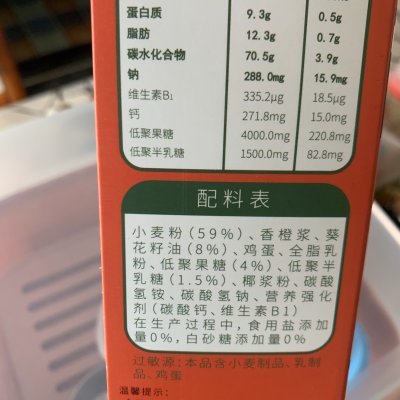 蛋白质 9.3g 0.5g
脂肪 12.3g 0.7g
碳水化合物 70.5g 3.9g
钠 288.0mg 15.9mg
维生素B1 335.2μg 18.5μg
钙 271.8mg 15.0mg
低聚果糖 4000.0mg 220.8mg
低聚半乳糖 1500.0mg 82.8mg
配料表
小麦粉（59%）、香橙浆、葵
花籽油（8%）、鸡蛋、全脂乳
粉、低聚果糖（4%）、低聚半
乳糖（1.5%）、椰浆粉、碳酸
氢铵、碳酸氢钠、营养强化
剂（碳酸钙、维生素B1）
在生产过程中，食用盐添加
量0%，白砂糖添加量0%
过敏源：本品含小麦制品、乳制
品、鸡蛋
温馨提示：